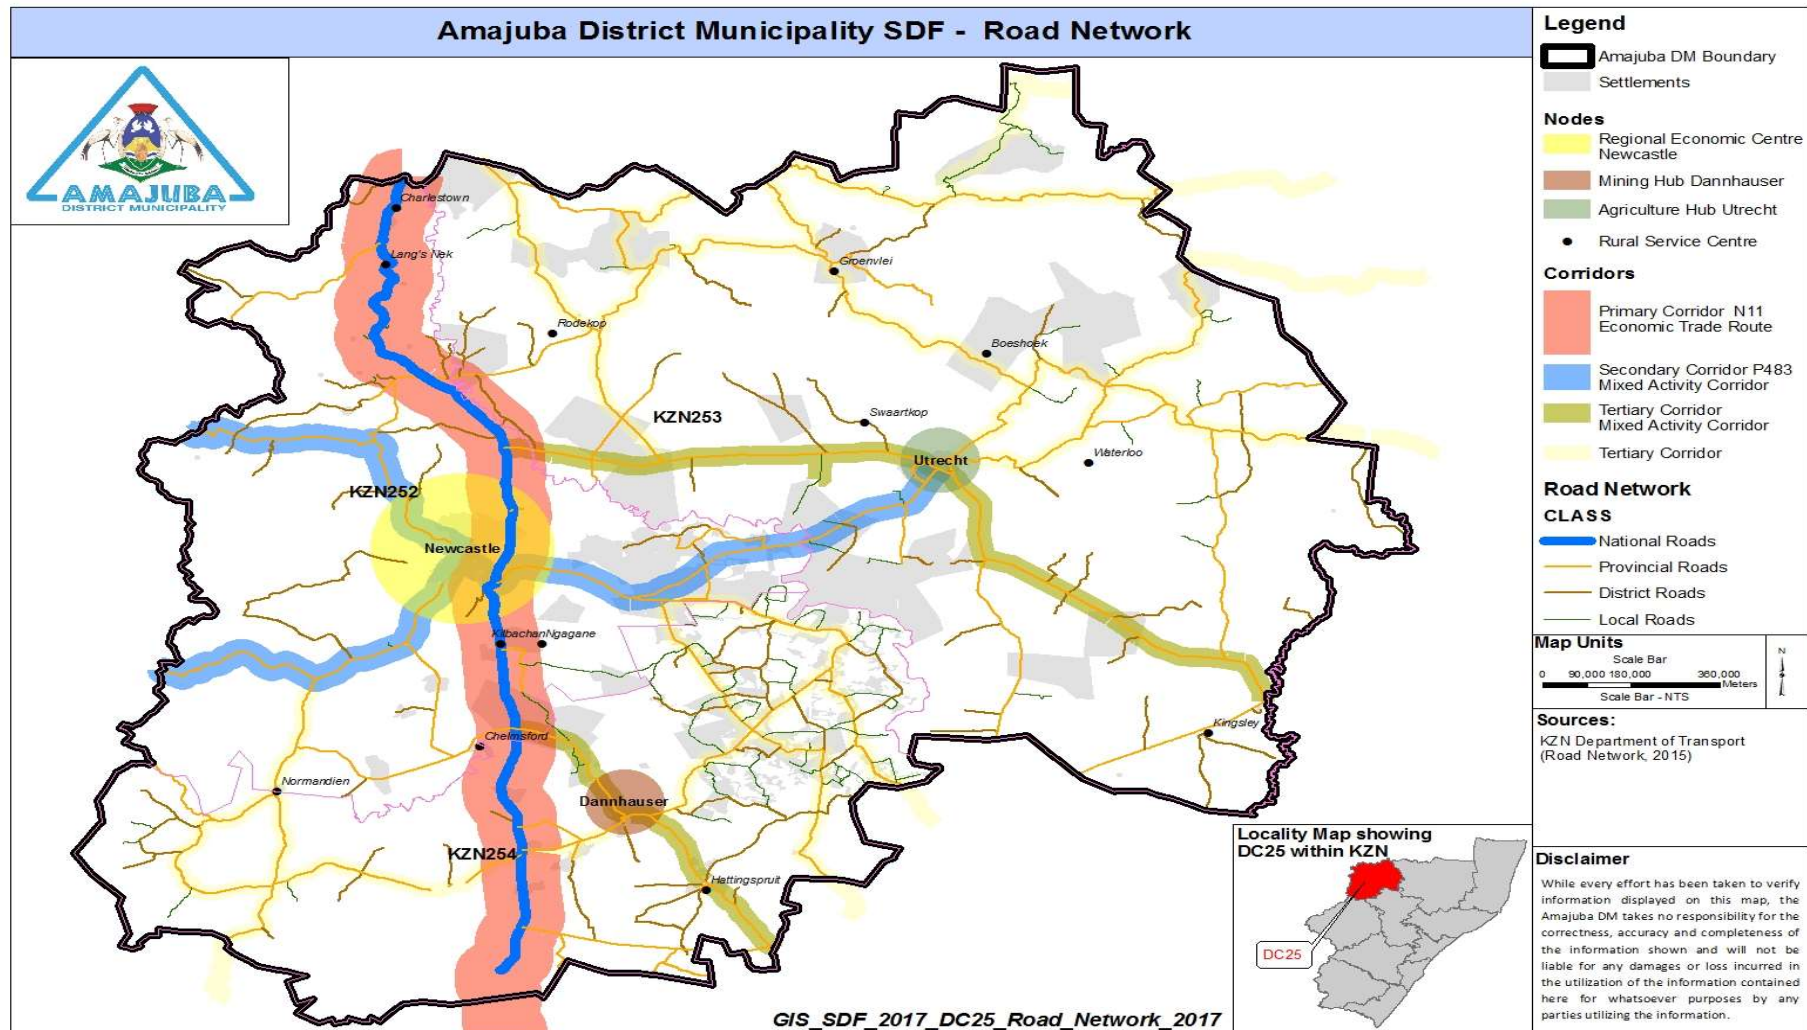 Amajuba District Municipality SDF - Road Network
AMAJUBA
DISTRICT MUNICIPALITY
Charlestown
Lang's Nek
Groenvlei
Rodekop
Boeshoek
KZN253
Swaartkop
Utrecht
Waterloo
KZN252
Newcastle
KilbachanNgagane
Chelmsford
Kingsley
Normandien
Dannhauser
KZN254
Hattingspruit
GIS_SDF_2017_DC25_Road_Network_2017
Locality Map showing
DC25 within KZN
DC25
Legend
Amajuba DM Boundary
Settlements
Nodes
Regional Economic Centre
Newcastle
Mining Hub Dannhauser
Agriculture Hub Utrecht
Rural Service Centre
Corridors
Primary Corridor N11
Economic Trade Route
Secondary Corridor P483
Mixed Activity Corridor
Tertiary Corridor
Mixed Activity Corridor
Tertiary Corridor
Road Network
CLASS
National Roads
Provincial Roads
District Roads
Local Roads
Map Units
Scale Bar
0 90,000 180,000 360,000
Meters
Scale Bar - NTS
N
Sources:
KZN Department of Transport
(Road Network, 2015)
Disclaimer
While every effort has been taken to verify
information displayed on this map, the
Amajuba DM takes no responsibility for the
correctness, accuracy and completeness of
the information shown and will not be
liable for any damages or loss incurred in
the utilization of the information contained
here for whatsoever purposes by any
parties utilizing the information.